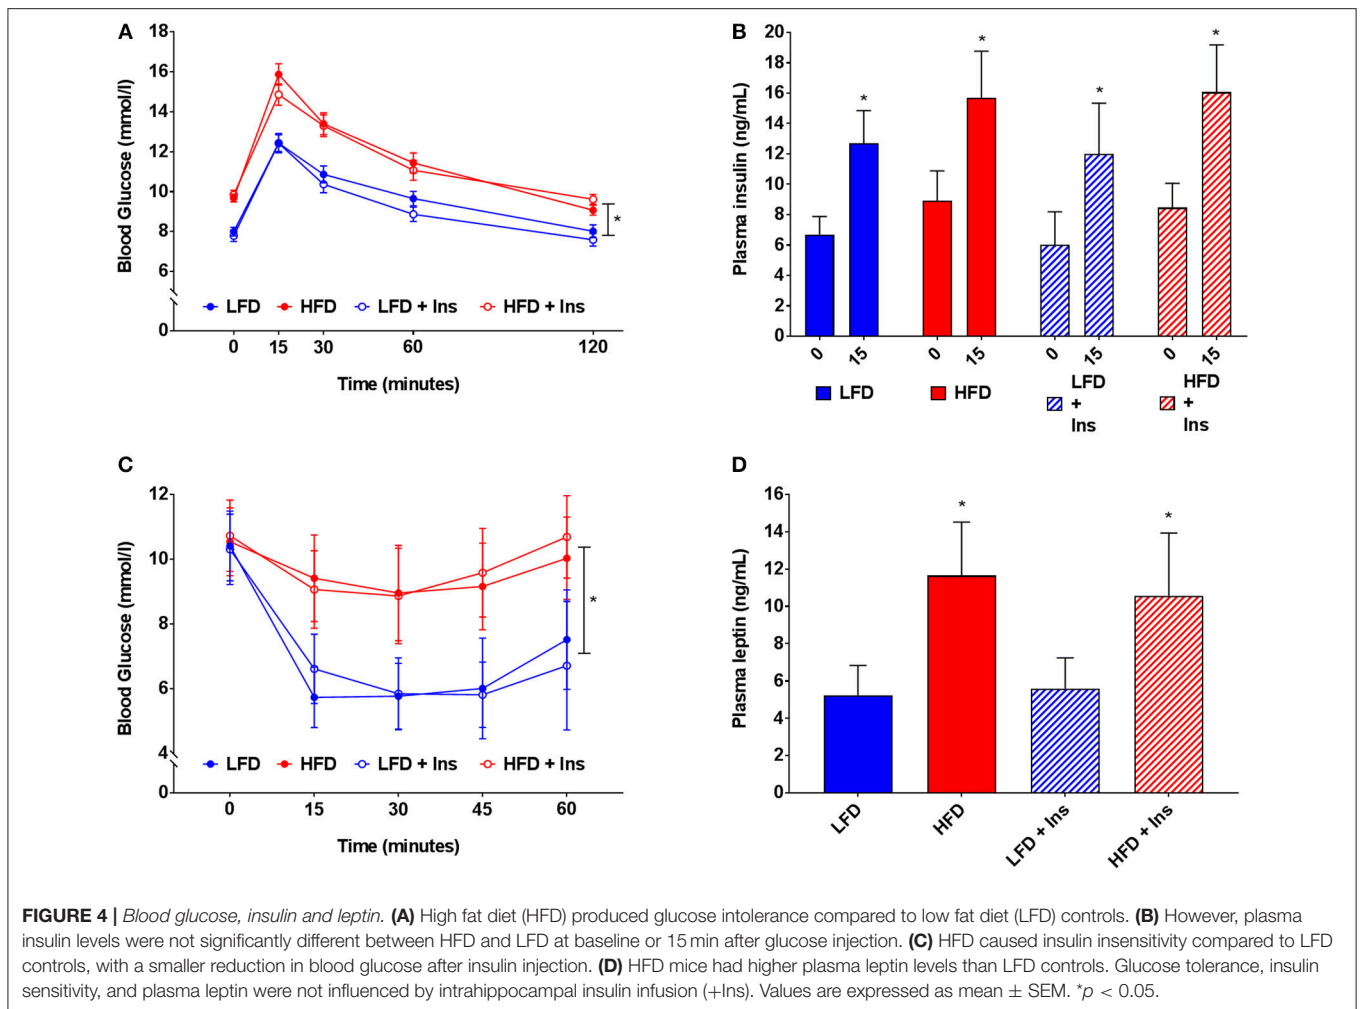 A
Blood Glucose (mmol/l)
18
16
14
12
10
8
6
0
*
LFD HFD LFD + Ins HFD + Ins
0 15 30 60 120
Time (minutes)
B
Plasma insulin (ng/mL)
20
18
16
14
12
10
8
6
4
2
0
* * * *
0 15 0 15 0 15 0 15
LFD
HFD
LFD
+
Ins
HFD
+
Ins
C
Blood Glucose (mmol/l)
12
10
8
6
4
0
*
LFD HFD LFD + Ins HFD + Ins
0 15 30 45 60
Time (minutes)
D
Plasma leptin (ng/mL)
16
14
12
10
8
6
4
2
0
* *
LFD HFD LFD + Ins HFD + Ins
FIGURE 4 | Blood glucose, insulin and leptin. (A) High fat diet (HFD) produced glucose intolerance compared to low fat diet (LFD) controls. (B) However, plasma
insulin levels were not significantly different between HFD and LFD at baseline or 15 min after glucose injection. (C) HFD caused insulin insensitivity compared to LFD
controls, with a smaller reduction in blood glucose after insulin injection. (D) HFD mice had higher plasma leptin levels than LFD controls. Glucose tolerance, insulin
sensitivity, and plasma leptin were not influenced by intrahippocampal insulin infusion (+Ins). Values are expressed as mean ± SEM. *p < 0.05.